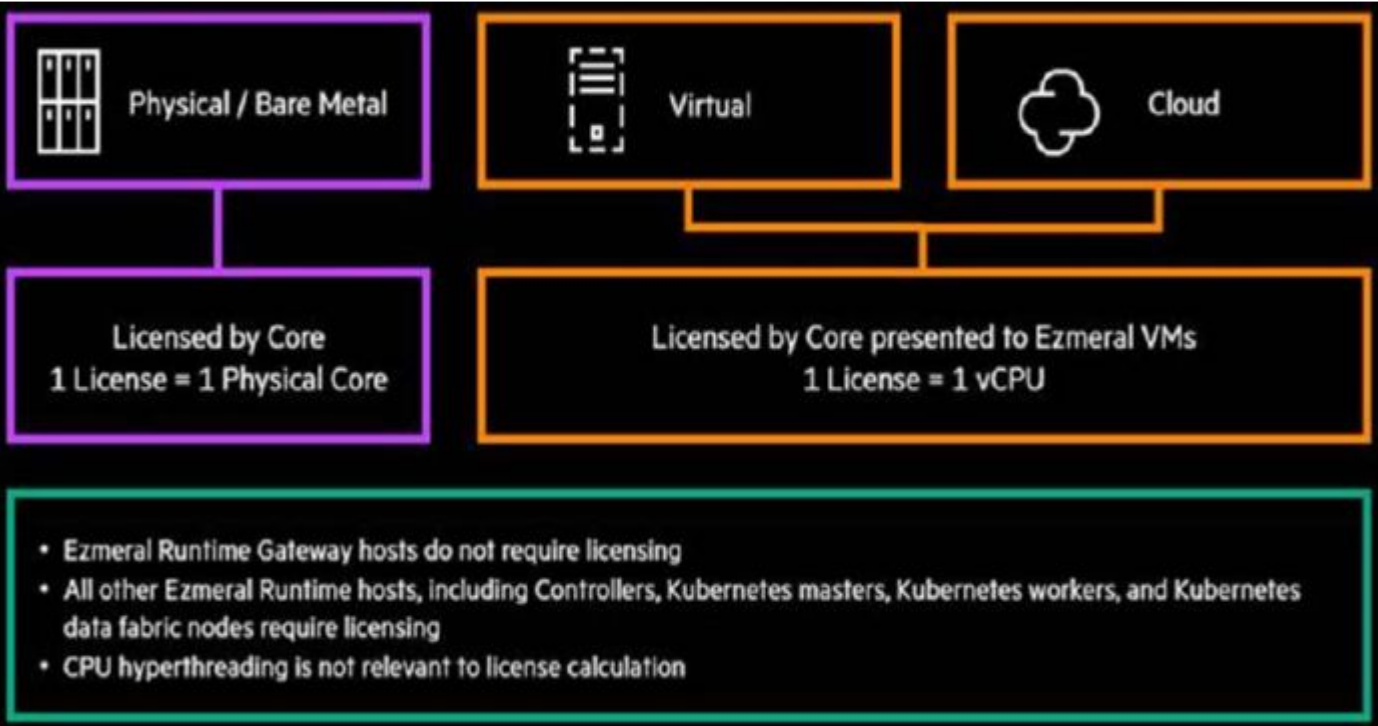 Physical / Bare Metal
Virtual
Cloud
Licensed by Core
1 License = 1 Physical Core
Licensed by Core presented to Ezmeral VMs
1 License = 1 vCPU
• Ezmeral Runtime Gateway hosts do not require licensing
• All other Ezmeral Runtime hosts, including Controllers, Kubernetes masters, Kubernetes workers, and Kubernetes
data fabric nodes require licensing
• CPU hyperthreading is not relevant to license calculation